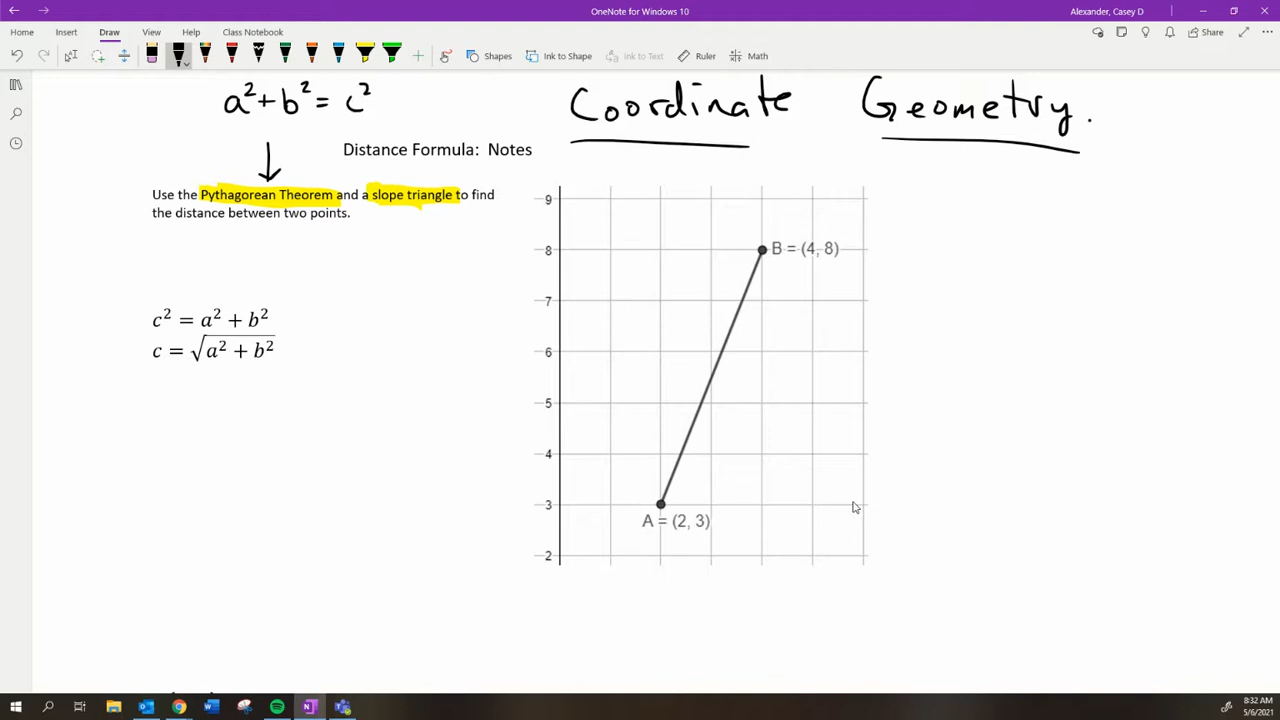 OneNote for Windows 10
Alexander, Casey D
Home Insert Draw View Help Class Notebook
Share
Shapes Ink to Shape Ink to Text Ruler Math
a²+b²= c²
Coordinate Geometry.
Distance Formula: Notes
Use the Pythagorean Theorem and a slope triangle to find
the distance between two points.
c² = a² + b²
c = √(a² + b²)
9
8
B = (4, 8)
7
6
5
4
3
A = (2, 3)
2
8:32 AM
5/6/2021